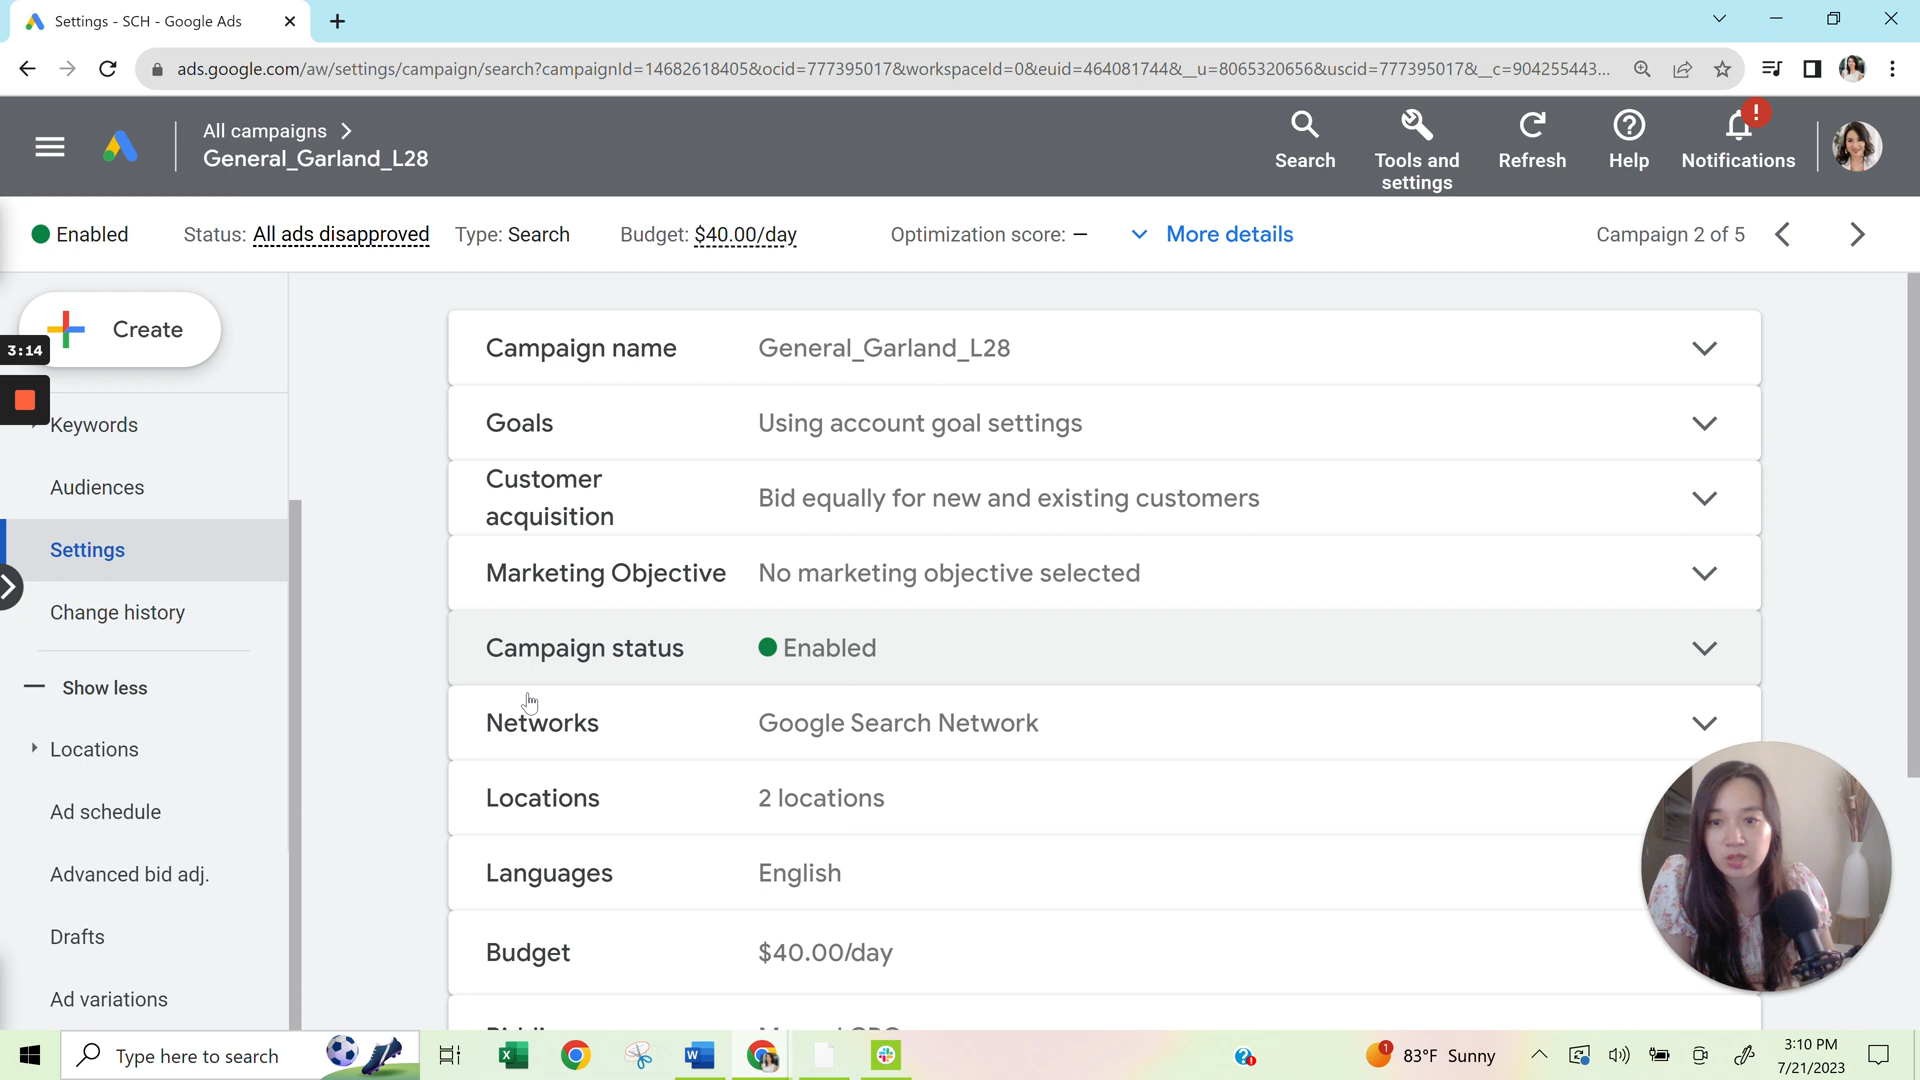 Settings - SCH - Google Ads
ads.google.com/aw/settings/campaign/search?campaignId=14682618405&ocid=777395017&workspaceId=0&euid=464081744&__u=8065320656&uscid=777395017&__c=904255443...
All campaigns
General_Garland_L28
Search
Tools and settings
Refresh
Help
!
Notifications
Enabled
Status: All ads disapproved
Type: Search
Budget: $40.00/day
Optimization score: —
More details
Campaign 2 of 5
Create
3:14
Keywords
Audiences
Settings
Change history
Show less
Locations
Ad schedule
Advanced bid adj.
Drafts
Ad variations
Campaign name General_Garland_L28
Goals Using account goal settings
Customer acquisition Bid equally for new and existing customers
Marketing Objective No marketing objective selected
Campaign status Enabled
Networks Google Search Network
Locations 2 locations
Languages English
Budget $40.00/day
Type here to search
1
83°F Sunny
3:10 PM
7/21/2023